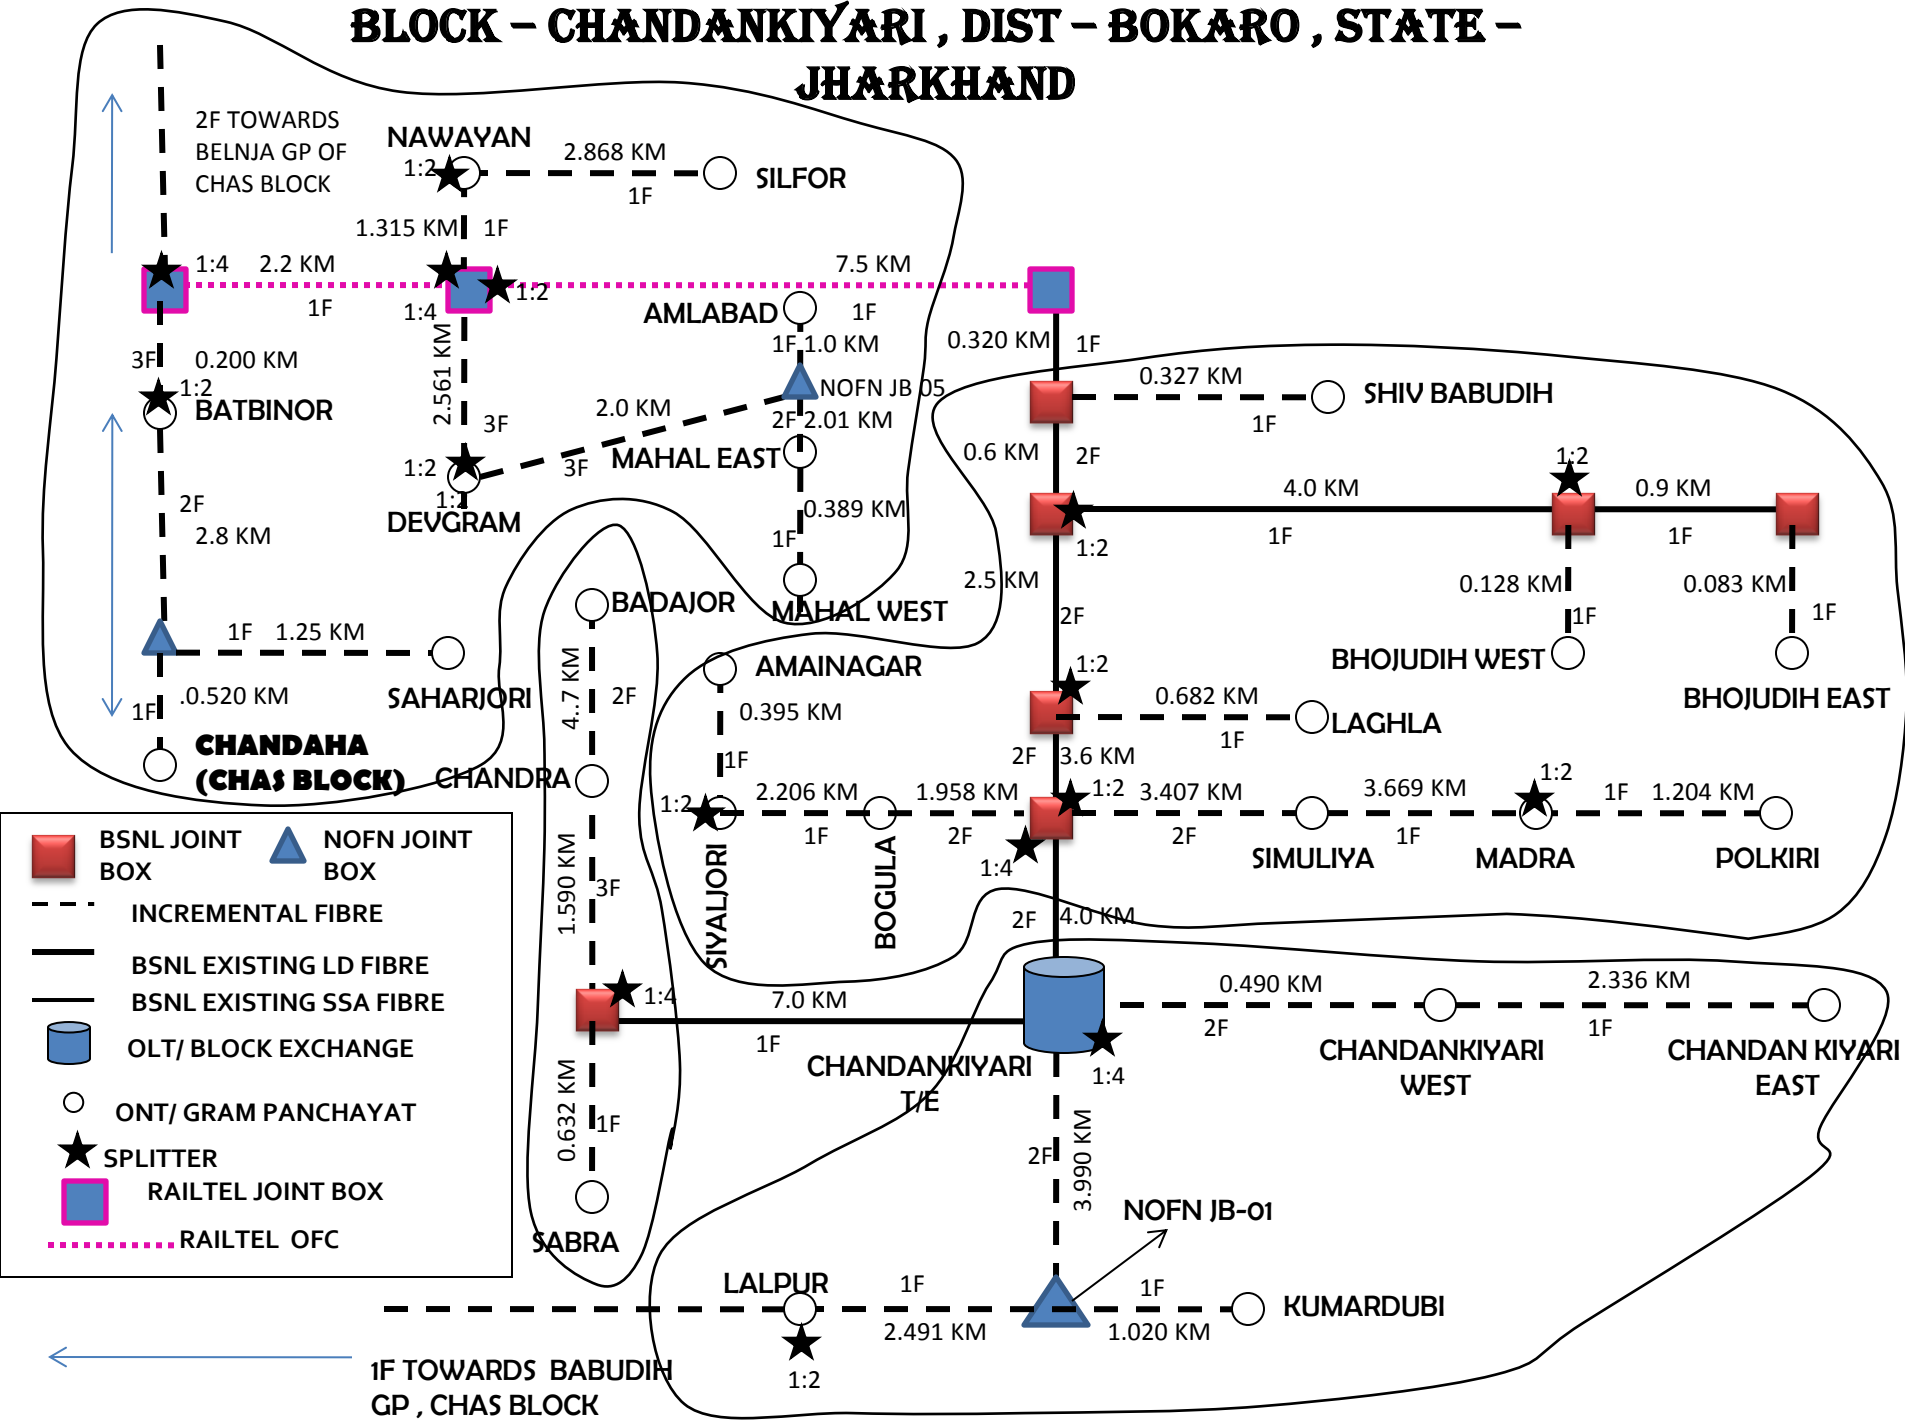 BLOCK – CHANDANKIYARI , DIST – BOKARO , STATE –
JHARKHAND
2F TOWARDS
BELNJA GP OF
CHAS BLOCK
NAWAYAN
1:2
2.868 KM
1F
SILFOR
1.315 KM
1F
1:4
2.2 KM
1F
1:4
1:2
7.5 KM
1F
AMLABAD
1F
1.0 KM
NOFN JB 05
0.320 KM
1F
3F
0.200 KM
1:2
BATBINOR
2.561 KM
3F
2.0 KM
3F
2F
2.01 KM
MAHAL EAST
1:2
1:2
DEVGRAM
0.389 KM
1F
MAHAL WEST
2F
2.8 KM
1F
1.25 KM
SAHARJORI
.0.520 KM
1F
CHANDAHA
(CHAS BLOCK)
0.327 KM
1F
SHIV BABUDIH
0.6 KM
2F
1:2
4.0 KM
1F
1:2
0.9 KM
1F
2.5 KM
2F
0.128 KM
1F
BHOJUDIH WEST
0.083 KM
1F
BHOJUDIH EAST
1:2
0.682 KM
1F
LAGHLA
2F
3.6 KM
BADAJOR
4..7 KM
2F
CHANDRA
1.590 KM
3F
AMAINAGAR
0.395 KM
1F
1:2
2.206 KM
1F
1.958 KM
2F
SIYALJORI
BOGULA
1:2
1:4
3.407 KM
2F
SIMULIYA
3.669 KM
1F
1:2
MADRA
1F
1.204 KM
POLKIRI
2F
4.0 KM
1:4
7.0 KM
1F
0.632 KM
1F
SABRA
CHANDANKIYARI
T/E
1:4
0.490 KM
2F
CHANDANKIYARI
WEST
2.336 KM
1F
CHANDAN KIYARI
EAST
2F
3.990 KM
NOFN JB-01
LALPUR
1F
2.491 KM
1:2
1F
1.020 KM
KUMARDUBI
1F TOWARDS BABUDIH
GP , CHAS BLOCK
BSNL JOINT
BOX
NOFN JOINT
BOX
INCREMENTAL FIBRE
BSNL EXISTING LD FIBRE
BSNL EXISTING SSA FIBRE
OLT/ BLOCK EXCHANGE
ONT/ GRAM PANCHAYAT
SPLITTER
RAILTEL JOINT BOX
RAILTEL OFC